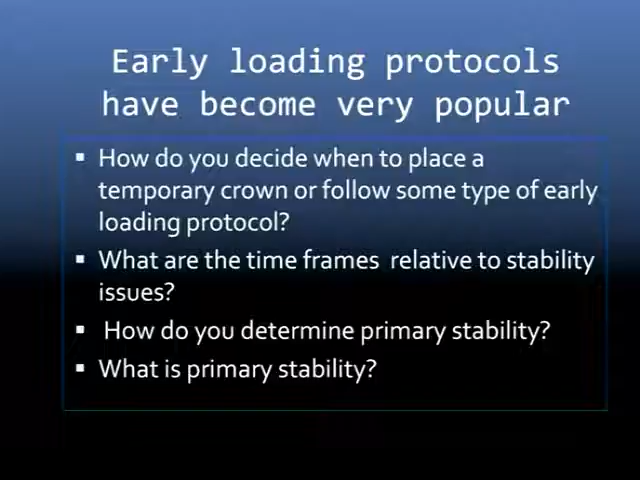 Early loading protocols
have become very popular
▪ How do you decide when to place a
temporary crown or follow some type of early
loading protocol?
▪ What are the time frames relative to stability
issues?
▪ How do you determine primary stability?
▪ What is primary stability?